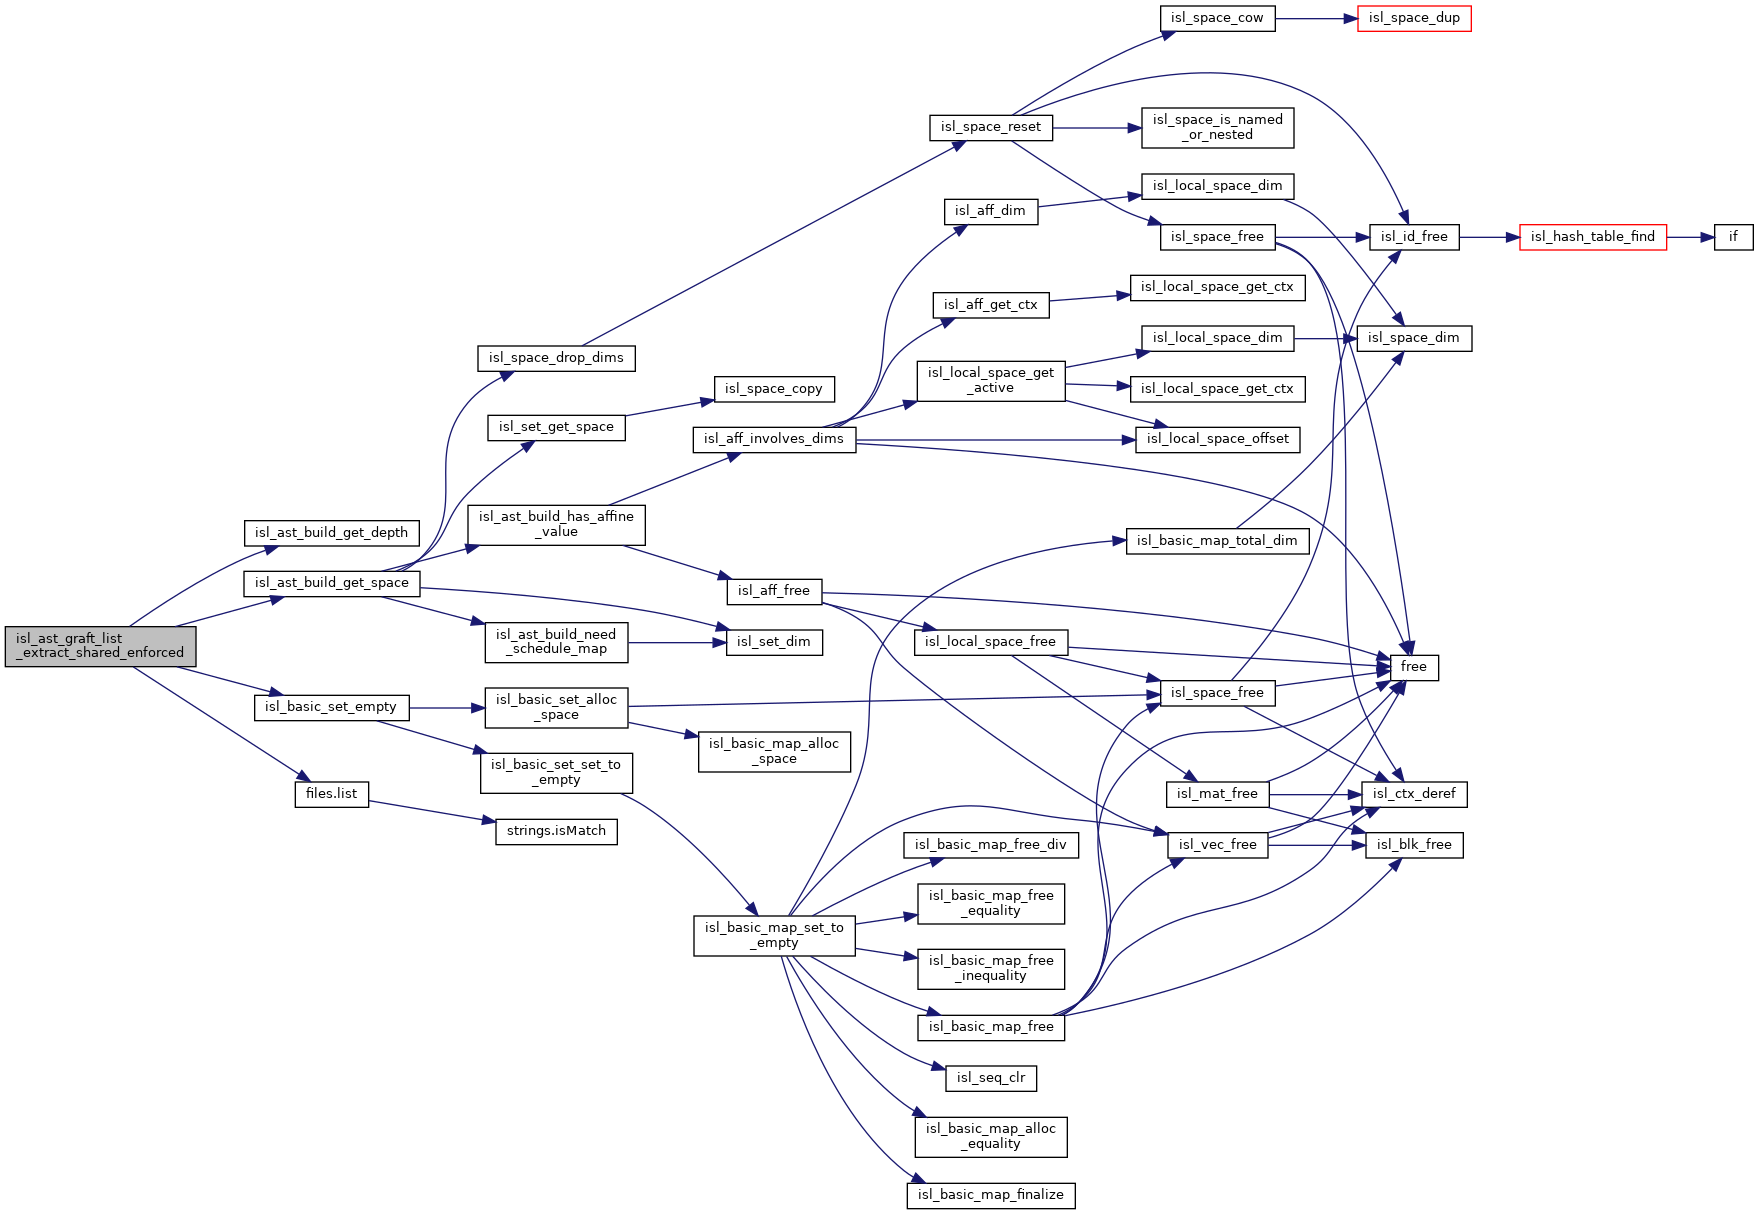 isl_space_cow
isl_space_dup
isl_space_reset
isl_space_is_named
_or_nested
isl_local_space_dim
isl_aff_dim
isl_space_free
isl_id_free
isl_hash_table_find
if
isl_local_space_get_ctx
isl_aff_get_ctx
isl_space_drop_dims
isl_local_space_dim
isl_space_dim
isl_local_space_get
_active
isl_space_copy
isl_local_space_get_ctx
isl_set_get_space
isl_aff_involves_dims
isl_local_space_offset
isl_ast_build_has_affine
_value
isl_ast_build_get_depth
isl_basic_map_total_dim
isl_ast_build_get_space
isl_aff_free
isl_ast_graft_list
_extract_shared_enforced
isl_ast_build_need
_schedule_map
isl_set_dim
isl_local_space_free
free
isl_basic_set_empty
isl_basic_set_alloc
_space
isl_space_free
isl_basic_map_alloc
_space
isl_basic_set_set_to
_empty
files.list
isl_mat_free
isl_ctx_deref
strings.isMatch
isl_basic_map_free_div
isl_vec_free
isl_blk_free
isl_basic_map_free
_equality
isl_basic_map_set_to
_empty
isl_basic_map_free
_inequality
isl_basic_map_free
isl_seq_clr
isl_basic_map_alloc
_equality
isl_basic_map_finalize